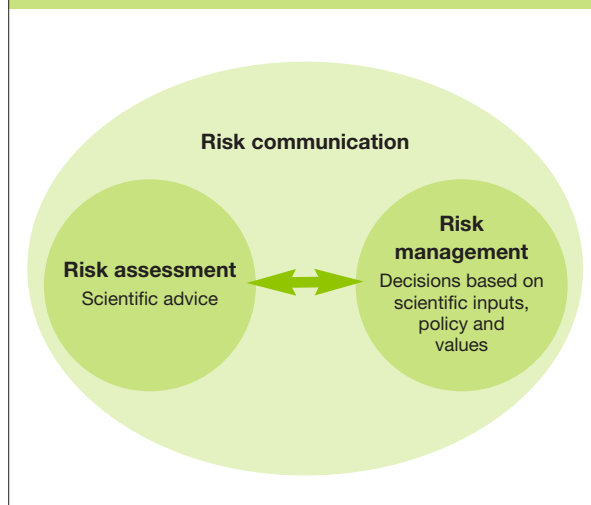 Risk communication
Risk assessment
Scientific advice
Risk
management
Decisions based on
scientific inputs,
policy and
values